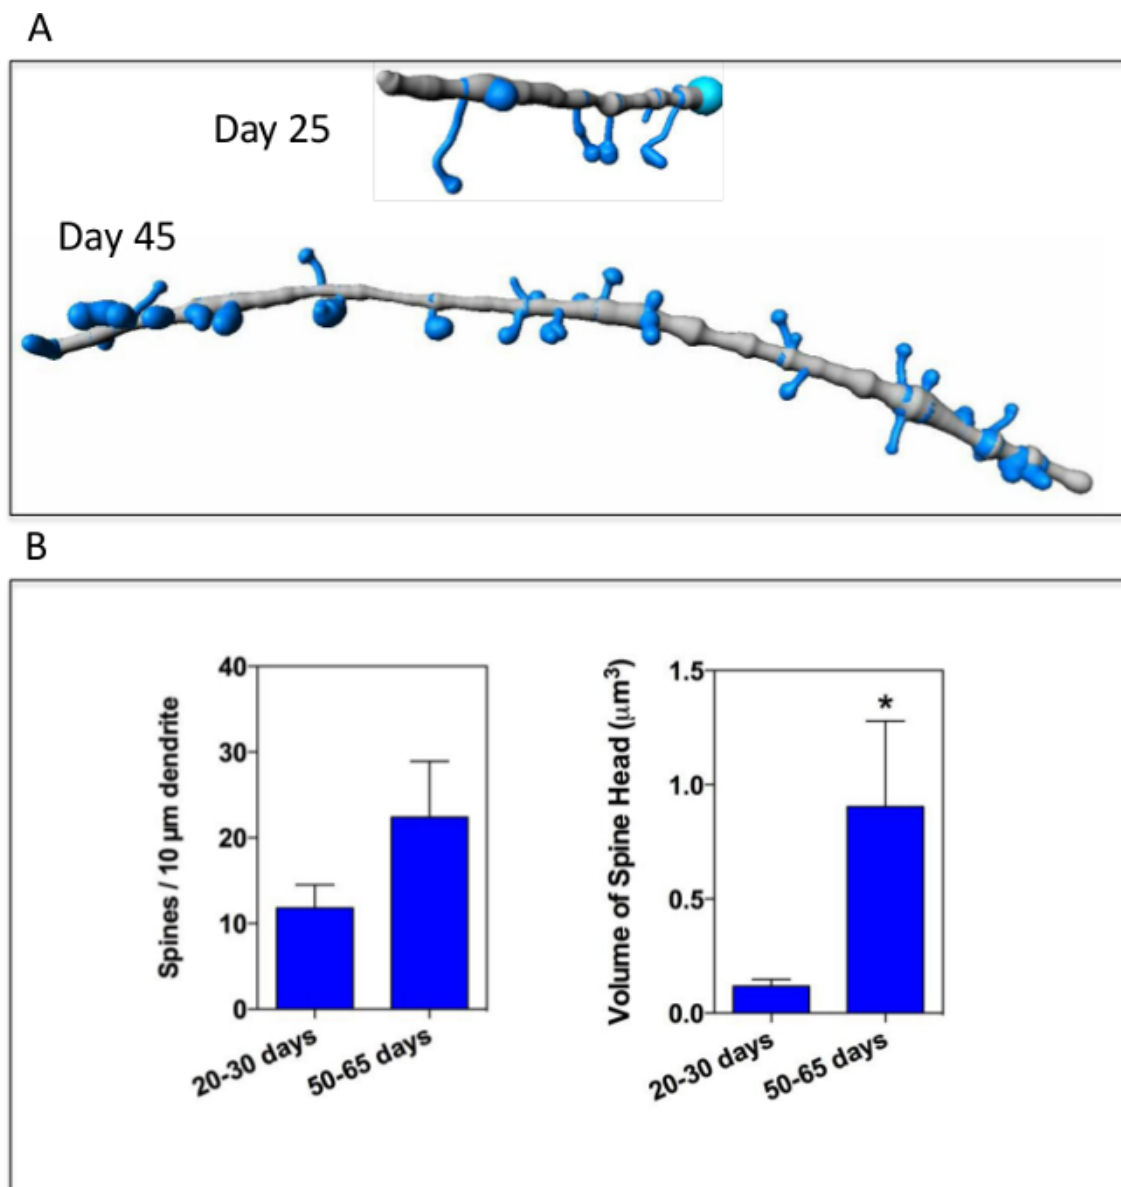 A
Day 25
Day 45
B
Spines / 10 µm dendrite
40
30
20
10
0
20-30 days
50-65 days
Volume of Spine Head (µm³)
1.5
1.0
0.5
0.0
*
20-30 days
50-65 days